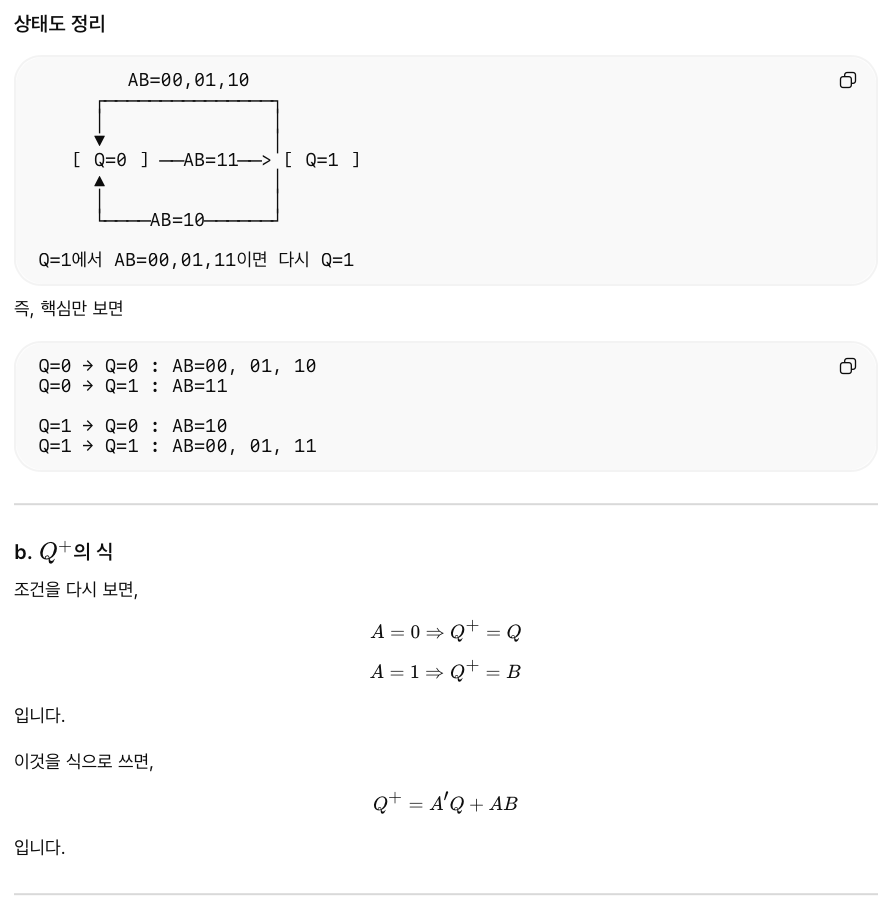 상태도 정리
AB=00,01,10
[ Q=0 ] ──AB=11──> [ Q=1 ]
AB=10
Q=1에서 AB=00,01,11이면 다시 Q=1
즉, 핵심만 보면
Q=0 → Q=0 : AB=00, 01, 10
Q=0 → Q=1 : AB=11
Q=1 → Q=0 : AB=10
Q=1 → Q=1 : AB=00, 01, 11
b. Q⁺의 식
조건을 다시 보면,
A = 0 ⇒ Q⁺ = Q
A = 1 ⇒ Q⁺ = B
입니다.
이것을 식으로 쓰면,
Q⁺ = A′Q + AB
입니다.